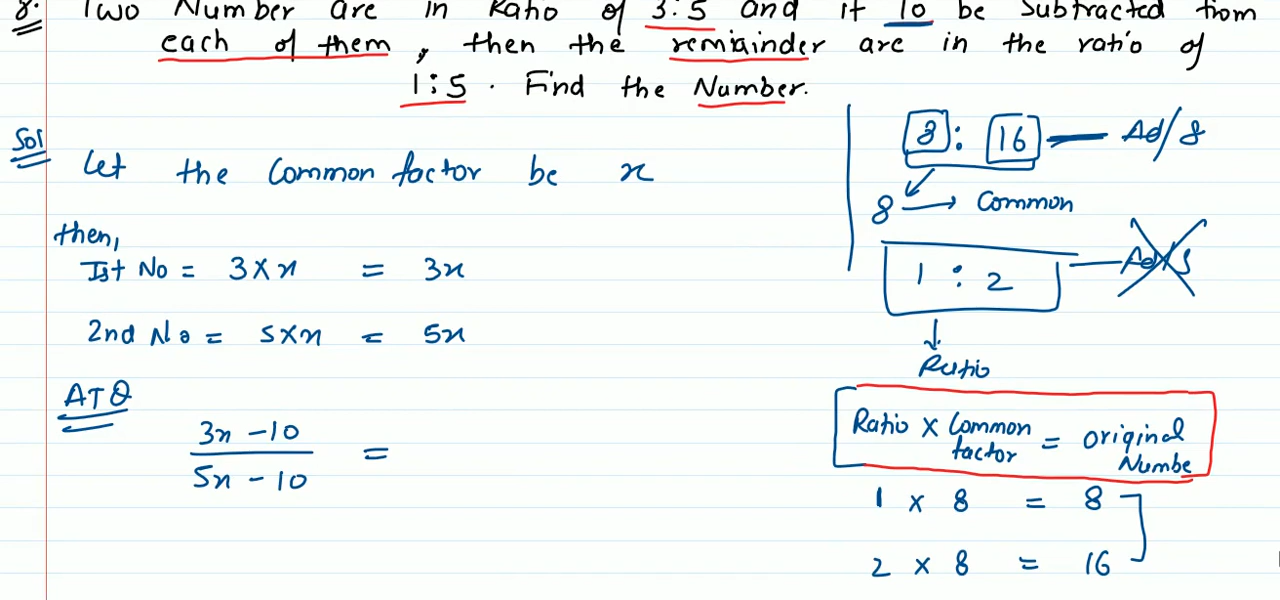 8. Two Number are in Ratio of 3:5 and if 10 be subtracted from
each of them, then the remiainder are in the ratio of
1:5. Find the Number.
Sol
Let the Common factor be x
then,
Ist No = 3×x = 3x
2nd No = 5×x = 5x
ATQ
3x - 10 / 5x - 10 =
8 : 16
8 → Common
1 : 2
Ratio
Ratio × Common factor = original Numbe
1 × 8 = 8
2 × 8 = 16